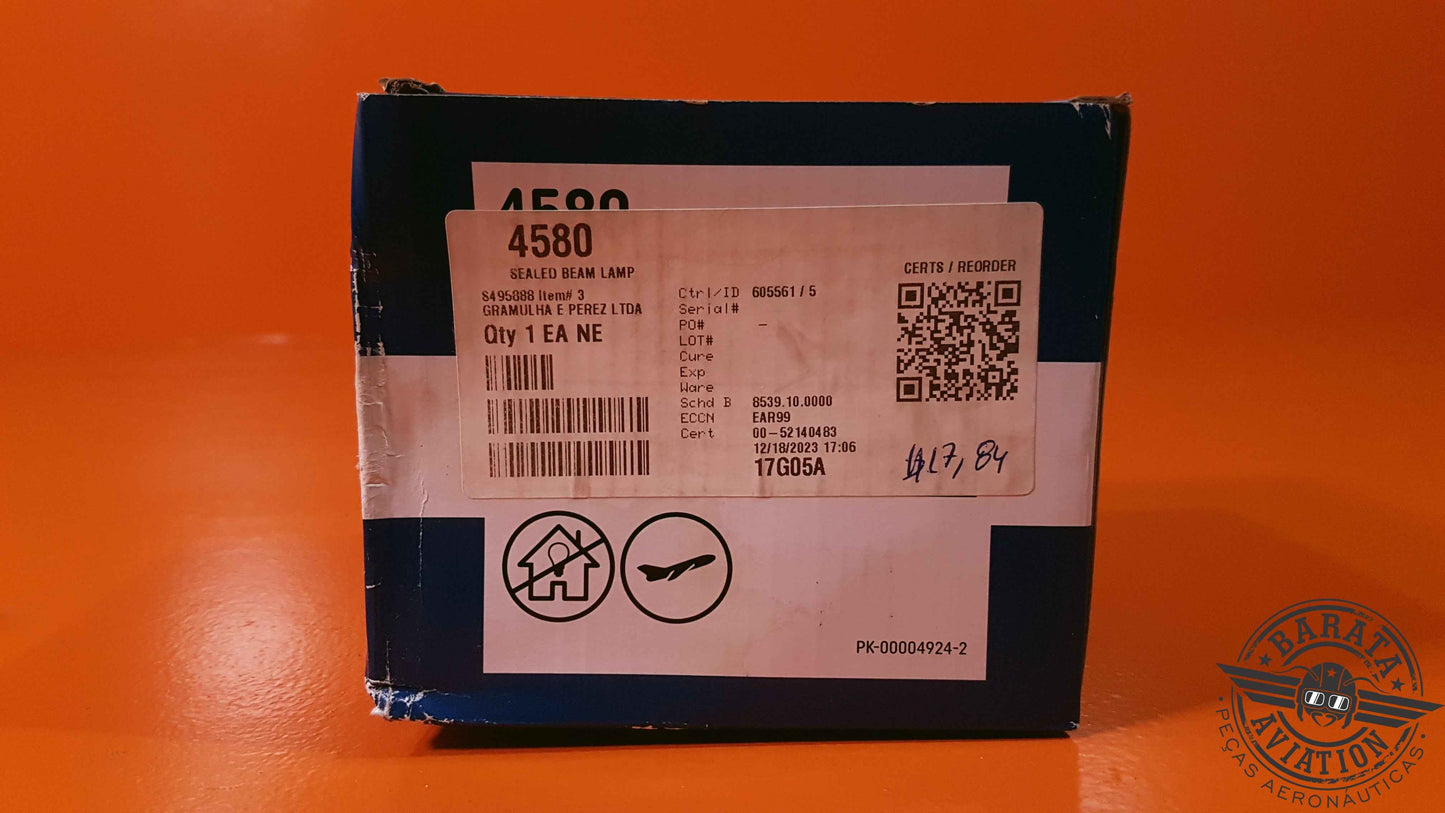 4580
4580
SEALED BEAM LAMP
S495888 Item# 3
GRAMULHA E PEREZ LTDA
Qty 1 EA NE
Ctrl/ID 605561 / 5
Serial#
PO# –
LOT#
Cure
Exp
Ware
Schd B 8539.10.0000
ECCN EAR99
Cert 00-52140483
12/18/2023 17:06
17G05A
CERTS / REORDER
17,84
PK-00004924-2
BARATA
AVIATION
PEÇAS AERONÁUTICAS